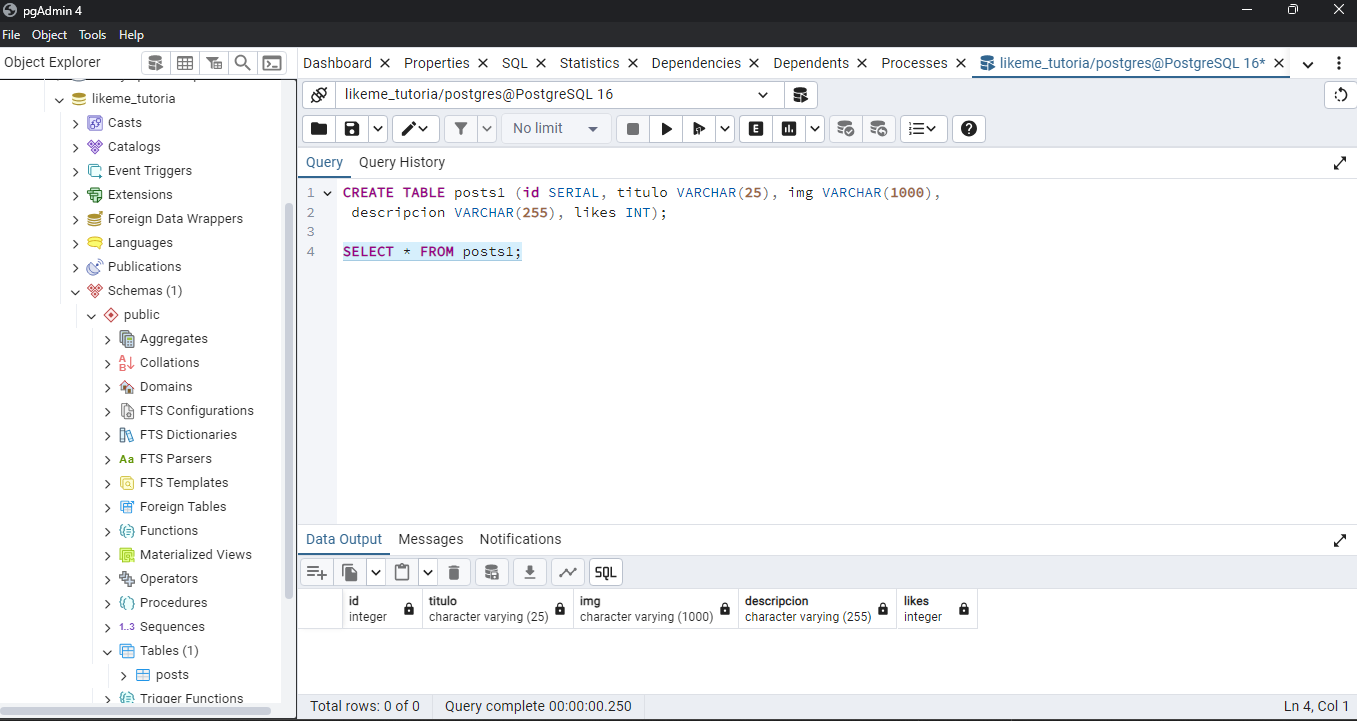 pgAdmin 4
File Object Tools Help
Object Explorer
Dashboard Properties SQL Statistics Dependencies Dependents Processes likeme_tutoria/postgres@PostgreSQL 16*
likeme_tutoria
Casts
Catalogs
Event Triggers
Extensions
Foreign Data Wrappers
Languages
Publications
Schemas (1)
public
Aggregates
Collations
Domains
FTS Configurations
FTS Dictionaries
Aa FTS Parsers
FTS Templates
Foreign Tables
Functions
Materialized Views
Operators
Procedures
1..3 Sequences
Tables (1)
posts
Trigger Functions
likeme_tutoria/postgres@PostgreSQL 16
No limit
E
Query Query History
1 CREATE TABLE posts1 (id SERIAL, titulo VARCHAR(25), img VARCHAR(1000),
2 descripcion VARCHAR(255), likes INT);
3
4 SELECT * FROM posts1;
Data Output Messages Notifications
SQL
id titulo img descripcion likes
integer character varying (25) character varying (1000) character varying (255) integer
Total rows: 0 of 0 Query complete 00:00:00.250 Ln 4, Col 1